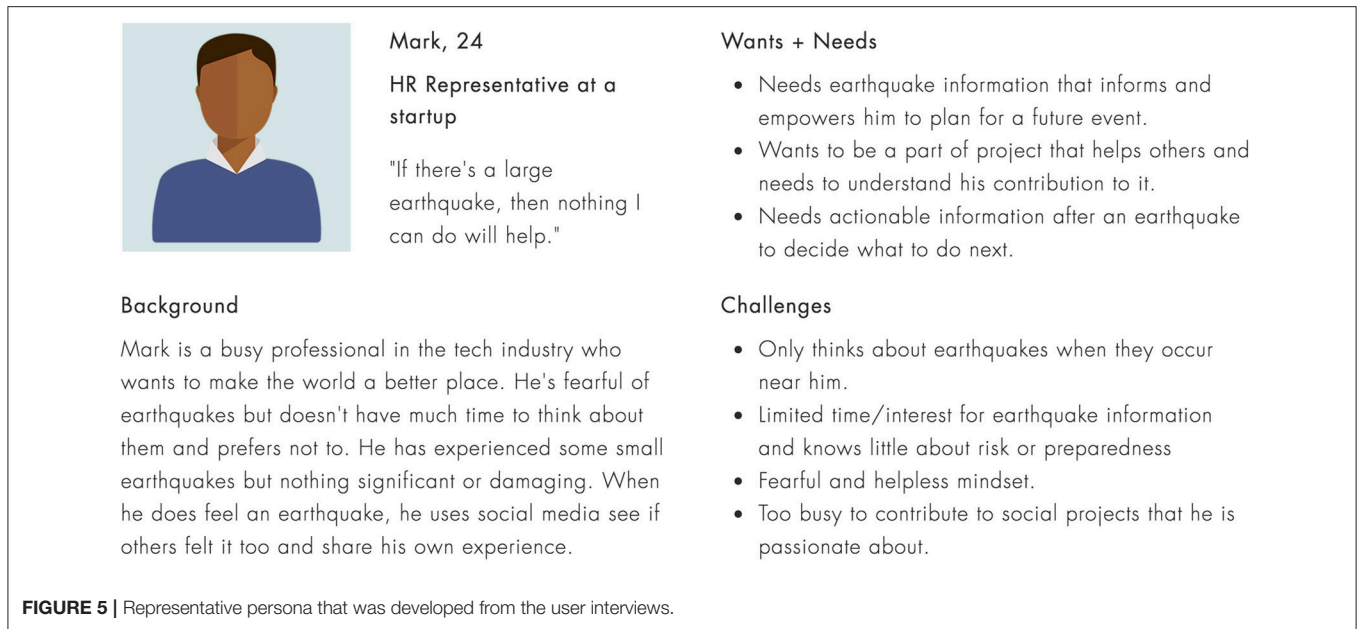 Mark, 24
HR Representative at a
startup
"If there's a large
earthquake, then nothing I
can do will help."
Background
Mark is a busy professional in the tech industry who
wants to make the world a better place. He's fearful of
earthquakes but doesn't have much time to think about
them and prefers not to. He has experienced some small
earthquakes but nothing significant or damaging. When
he does feel an earthquake, he uses social media see if
others felt it too and share his own experience.
Wants + Needs
• Needs earthquake information that informs and
empowers him to plan for a future event.
• Wants to be a part of project that helps others and
needs to understand his contribution to it.
• Needs actionable information after an earthquake
to decide what to do next.
Challenges
• Only thinks about earthquakes when they occur
near him.
• Limited time/interest for earthquake information
and knows little about risk or preparedness
• Fearful and helpless mindset.
• Too busy to contribute to social projects that he is
passionate about.
FIGURE 5 | Representative persona that was developed from the user interviews.